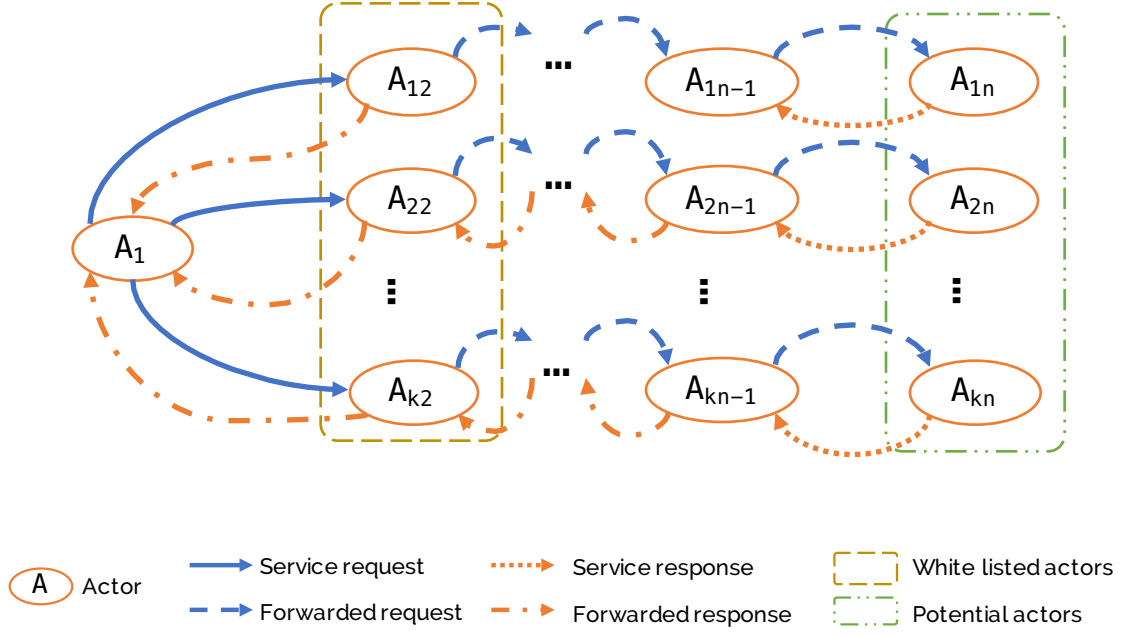 A12 ... A1n−1 A1n
A22 ... A2n−1 A2n
A1
⋮ ⋮ ⋮
Ak2 ... Akn−1 Akn
A Actor Service request Service response White listed actors
Forwarded request Forwarded response Potential actors